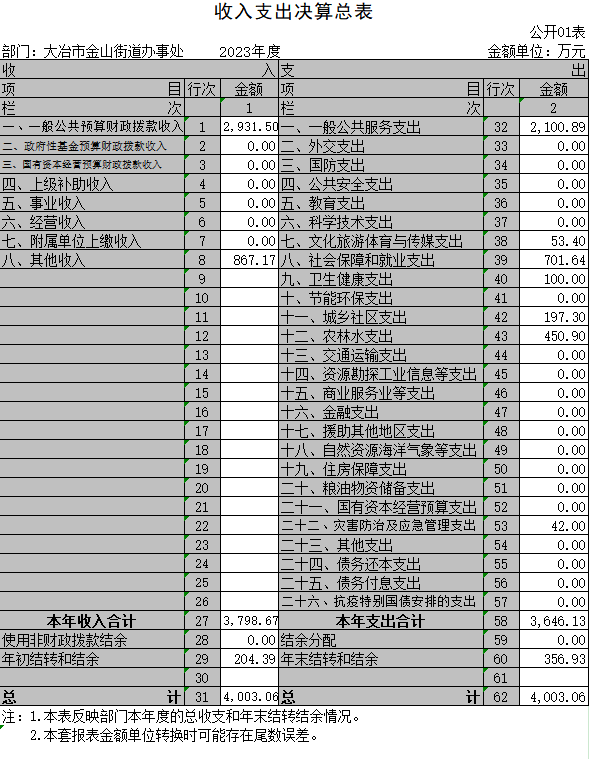 收入支出决算总表
公开01表
部门：大冶市金山街道办事处 2023年度 金额单位：万元
收 入 支 出
项 目 行次 金额 项 目 行次 金额
栏 次 1 栏 次 2
一、一般公共预算财政拨款收入 1 2,931.50 一、一般公共服务支出 32 2,100.89
二、政府性基金预算财政拨款收入 2 0.00 二、外交支出 33 0.00
三、国有资本经营预算财政拨款收入 3 0.00 三、国防支出 34 0.00
四、上级补助收入 4 0.00 四、公共安全支出 35 0.00
五、事业收入 5 0.00 五、教育支出 36 0.00
六、经营收入 6 0.00 六、科学技术支出 37 0.00
七、附属单位上缴收入 7 0.00 七、文化旅游体育与传媒支出 38 53.40
八、其他收入 8 867.17 八、社会保障和就业支出 39 701.64
9 九、卫生健康支出 40 100.00
10 十、节能环保支出 41 0.00
11 十一、城乡社区支出 42 197.30
12 十二、农林水支出 43 450.90
13 十三、交通运输支出 44 0.00
14 十四、资源勘探工业信息等支出 45 0.00
15 十五、商业服务业等支出 46 0.00
16 十六、金融支出 47 0.00
17 十七、援助其他地区支出 48 0.00
18 十八、自然资源海洋气象等支出 49 0.00
19 十九、住房保障支出 50 0.00
20 二十、粮油物资储备支出 51 0.00
21 二十一、国有资本经营预算支出 52 0.00
22 二十二、灾害防治及应急管理支出 53 42.00
23 二十三、其他支出 54 0.00
24 二十四、债务还本支出 55 0.00
25 二十五、债务付息支出 56 0.00
26 二十六、抗疫特别国债安排的支出 57 0.00
本年收入合计 27 3,798.67 本年支出合计 58 3,646.13
使用非财政拨款结余 28 0.00 结余分配 59 0.00
年初结转和结余 29 204.39 年末结转和结余 60 356.93
30 61
总 计 31 4,003.06 总 计 62 4,003.06
注：1.本表反映部门本年度的总收支和年末结转结余情况。
2.本套报表金额单位转换时可能存在尾数误差。